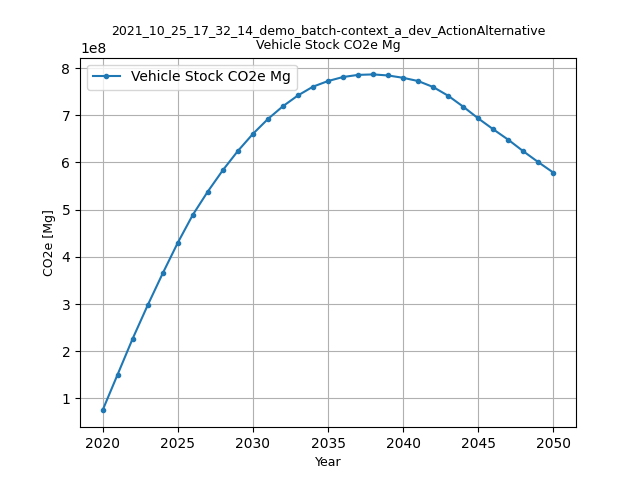 2021_10_25_17_32_14_demo_batch-context_a_dev_ActionAlternative
Vehicle Stock CO2e Mg
1e8
Vehicle Stock CO2e Mg
8
7
6
5
4
3
2
1
CO2e [Mg]
2020 2025 2030 2035 2040 2045 2050
Year